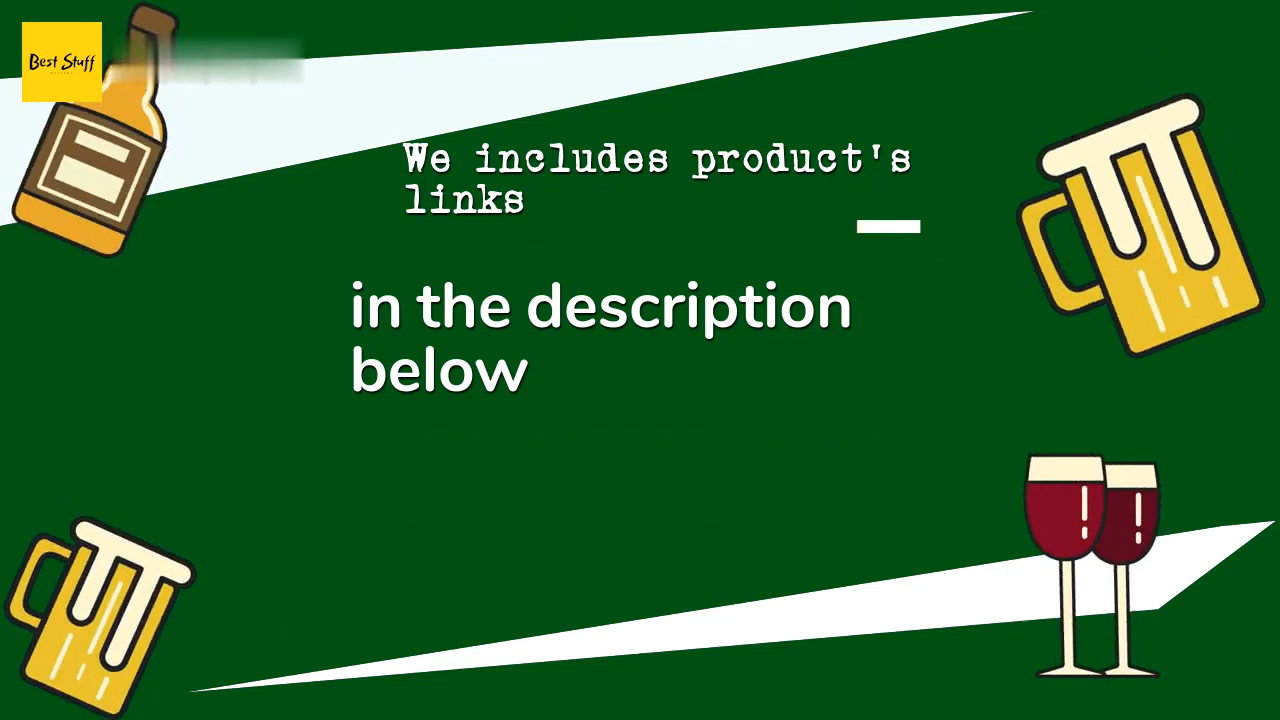 Best Stuff
We includes product's
links
in the description
below